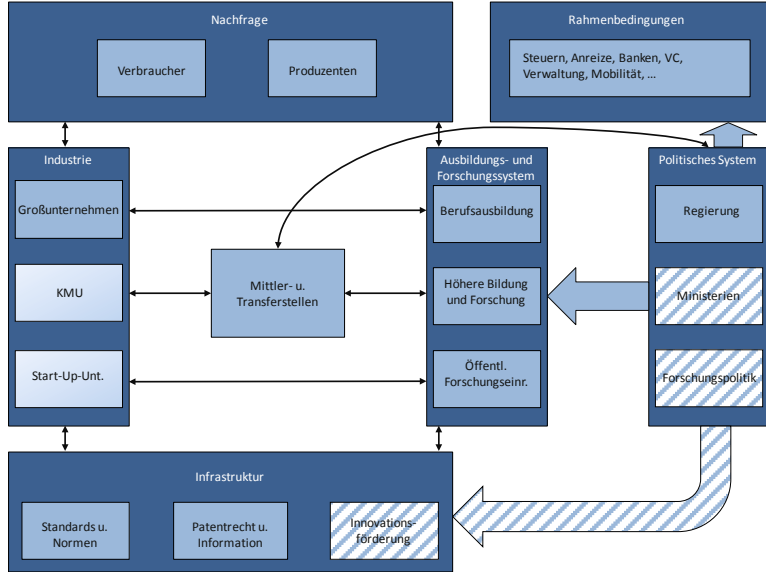 Nachfrage
Verbraucher
Produzenten
Rahmenbedingungen
Steuern, Anreize, Banken, VC,
Verwaltung, Mobilität, ...
Industrie
Großunternehmen
KMU
Start-Up-Unt.
Mittler- u.
Transferstellen
Ausbildungs- und
Forschungssystem
Berufsausbildung
Höhere Bildung
und Forschung
Öffentl.
Forschungseinr.
Politisches System
Regierung
Ministerien
Forschungspolitik
Infrastruktur
Standards u.
Normen
Patentrecht u.
Information
Innovations-
förderung